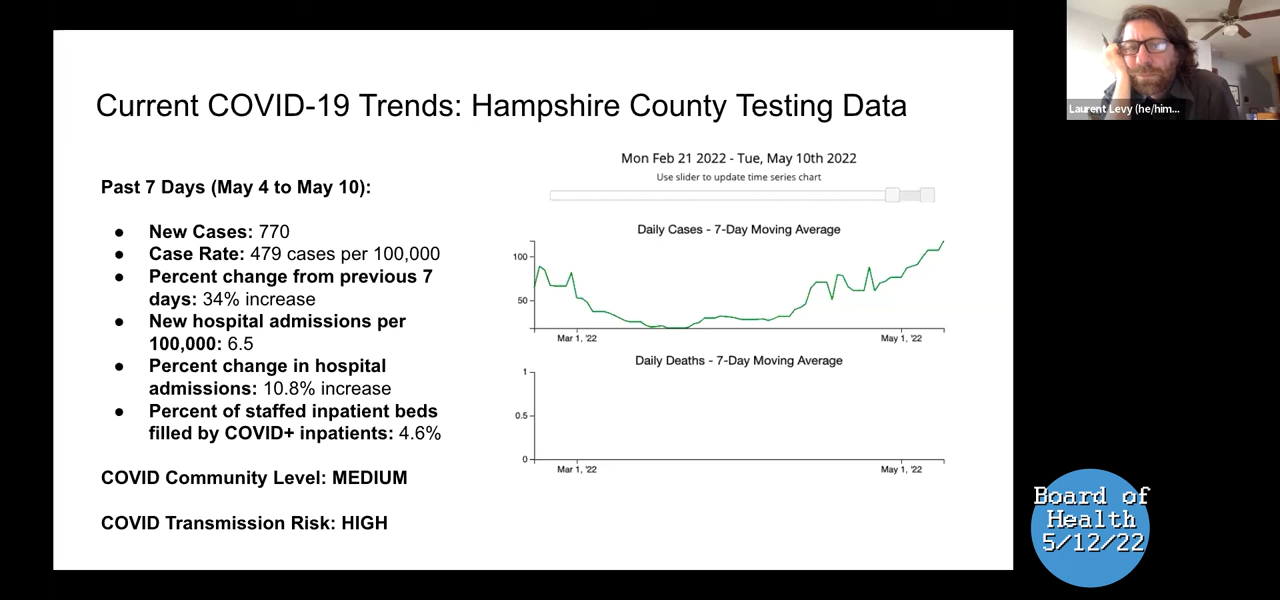 Current COVID-19 Trends: Hampshire County Testing Data
Past 7 Days (May 4 to May 10):
● New Cases: 770
● Case Rate: 479 cases per 100,000
● Percent change from previous 7
days: 34% increase
● New hospital admissions per
100,000: 6.5
● Percent change in hospital
admissions: 10.8% increase
● Percent of staffed inpatient beds
filled by COVID+ inpatients: 4.6%
COVID Community Level: MEDIUM
COVID Transmission Risk: HIGH
Mon Feb 21 2022 - Tue, May 10th 2022
Use slider to update time series chart
Daily Cases - 7-Day Moving Average
100
50
Mar 1, '22
May 1, '22
Daily Deaths - 7-Day Moving Average
1
0.5
0
Mar 1, '22
May 1, '22
Laurent Levy (he/him...
Board of
Health
5/12/22